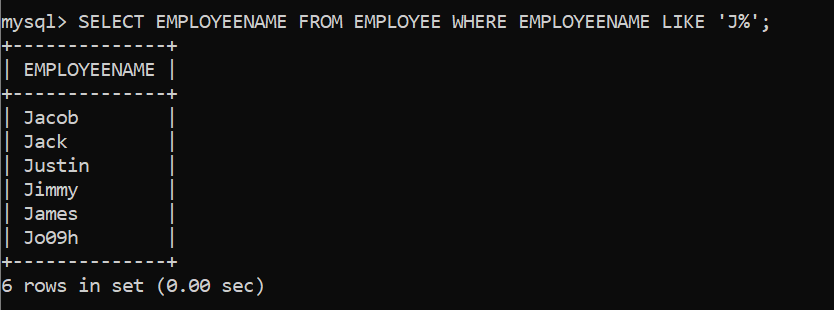 mysql> SELECT EMPLOYEENAME FROM EMPLOYEE WHERE EMPLOYEENAME LIKE 'J%';
+--------------+
| EMPLOYEENAME |
+--------------+
| Jacob        |
| Jack         |
| Justin       |
| Jimmy        |
| James        |
| Jo09h        |
+--------------+
6 rows in set (0.00 sec)